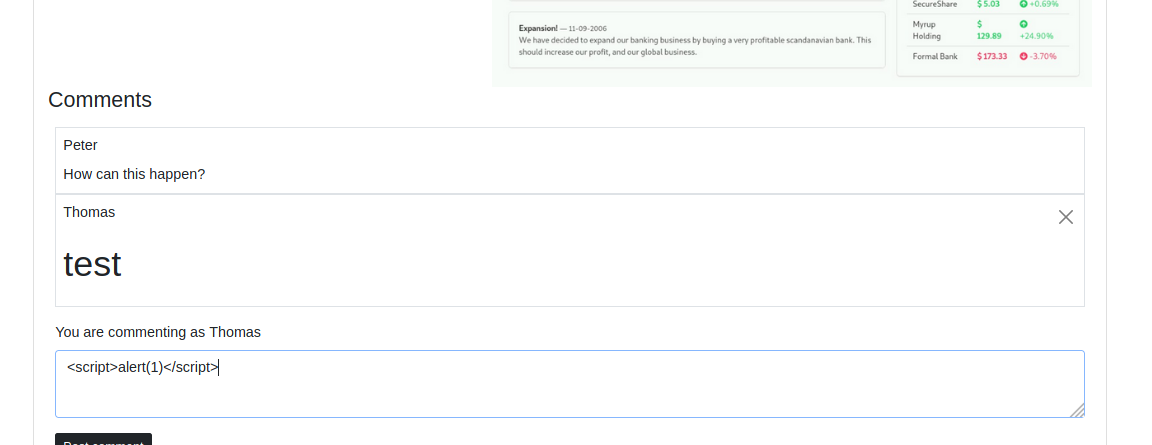 SecureShare $ 5.03 +0.69%
Expansion! — 11-09-2006
We have decided to expand our banking business by buying a very profitable scandanavian bank. This
should increase our profit, and our global business.
Myrup Holding $ 129.89 +24.90%
Formal Bank $ 173.33 -3.70%
Comments
Peter
How can this happen?
Thomas
test
You are commenting as Thomas
<script>alert(1)</script>
Post comment